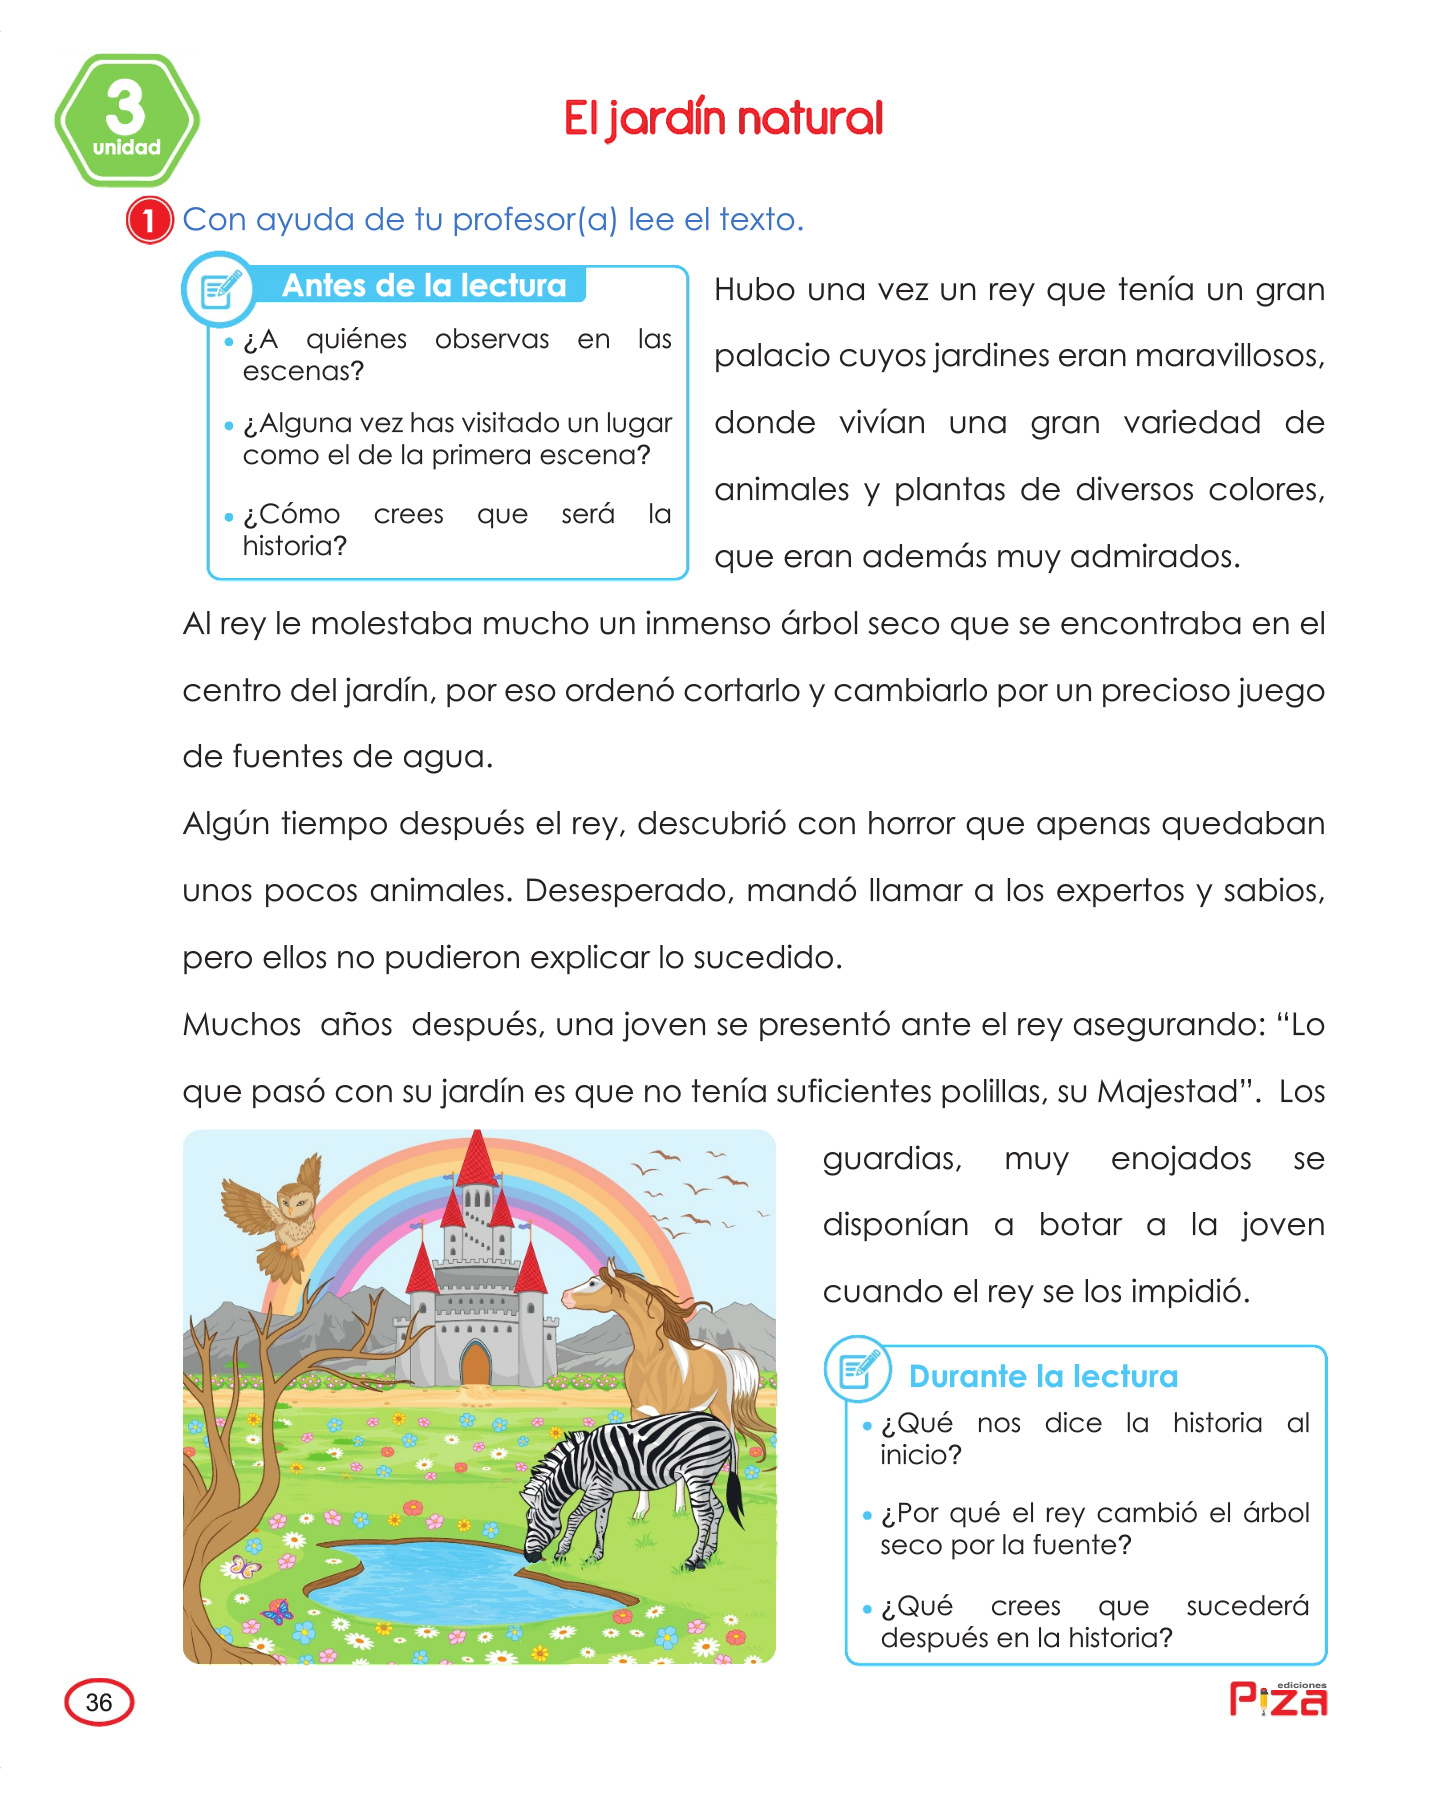 3
unidad
El jardín natural
1 Con ayuda de tu profesor(a) lee el texto.
Antes de la lectura
• ¿A quiénes observas en las
escenas?
• ¿Alguna vez has visitado un lugar
como el de la primera escena?
• ¿Cómo crees que será la
historia?
Hubo una vez un rey que tenía un gran
palacio cuyos jardines eran maravillosos,
donde vivían una gran variedad de
animales y plantas de diversos colores,
que eran además muy admirados.
Al rey le molestaba mucho un inmenso árbol seco que se encontraba en el
centro del jardín, por eso ordenó cortarlo y cambiarlo por un precioso juego
de fuentes de agua.
Algún tiempo después el rey, descubrió con horror que apenas quedaban
unos pocos animales. Desesperado, mandó llamar a los expertos y sabios,
pero ellos no pudieron explicar lo sucedido.
Muchos años después, una joven se presentó ante el rey asegurando: “Lo
que pasó con su jardín es que no tenía suficientes polillas, su Majestad”. Los
guardias, muy enojados se
disponían a botar a la joven
cuando el rey se los impidió.
Durante la lectura
• ¿Qué nos dice la historia al
inicio?
• ¿Por qué el rey cambió el árbol
seco por la fuente?
• ¿Qué crees que sucederá
después en la historia?
36
ediciones
Piza